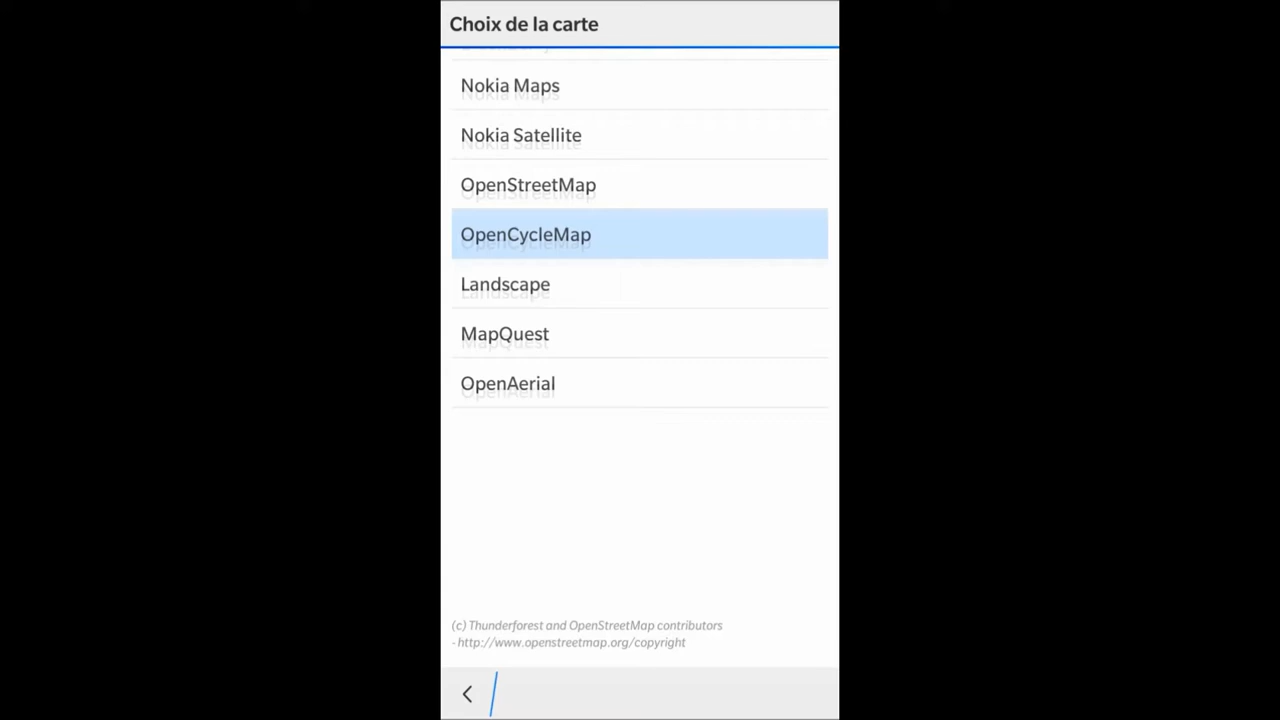 Choix de la carte
Nokia Maps
Nokia Satellite
OpenStreetMap
OpenCycleMap
Landscape
MapQuest
OpenAerial
(c) Thunderforest and OpenStreetMap contributors
- http://www.openstreetmap.org/copyright